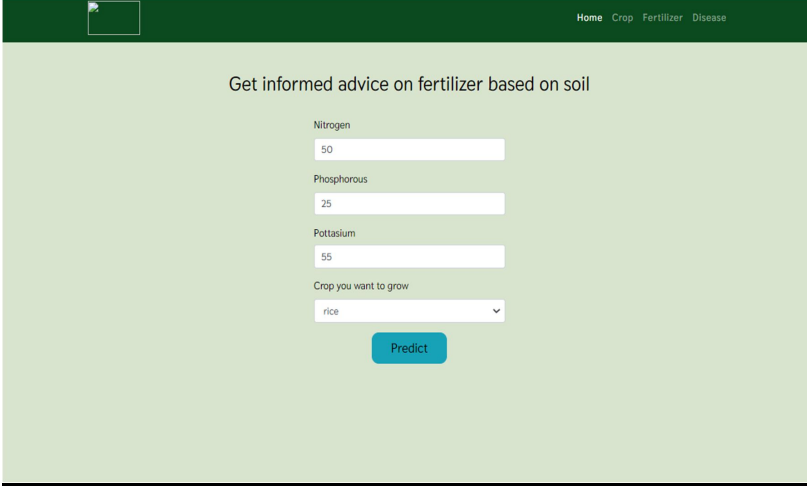 Home Crop Fertilizer Disease
Get informed advice on fertilizer based on soil
Nitrogen
50
Phosphorous
25
Pottasium
55
Crop you want to grow
rice
Predict